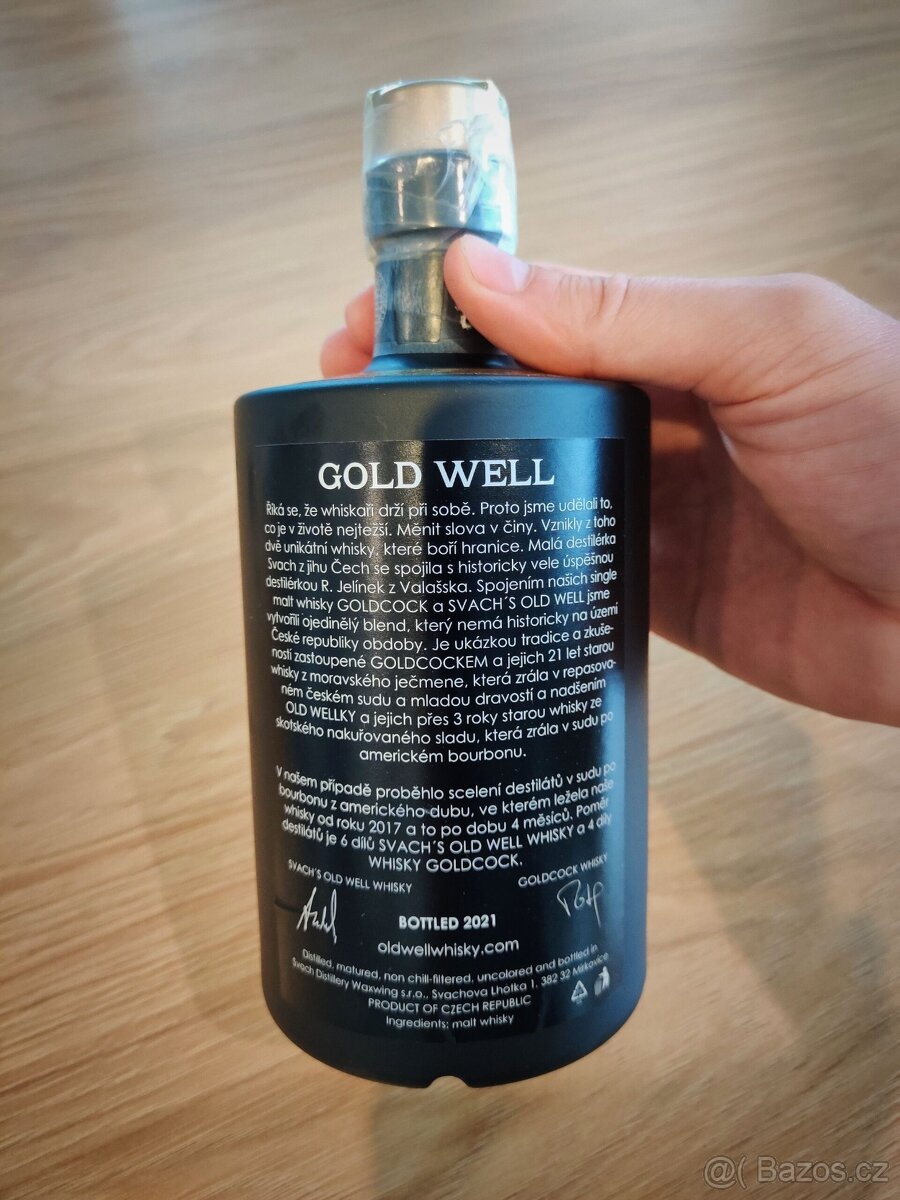 GOLD WELL
Říká se, že whiskaři drží při sobě. Proto jsme udělali to,
co je v životě nejtežší. Měnit slova v činy. Vznikly z toho
dvě unikátní whisky, které boří hranice. Malá destilérka
Svach z jihu Čech se spojila s historicky vele úspěšnou
destilérkou R. Jelínek z Valašska. Spojením našich single
malt whisky GOLDCOCK a SVACH´S OLD WELL jsme
vytvořili ojedinělý blend, který nemá historicky na území
České republiky obdoby. Je ukázkou tradice a zkuše-
ností zastoupené GOLDCOCKEM a jejich 21 let starou
whisky z moravského ječmene, která zrála v repasova-
ném českém sudu a mladou dravostí a nadšením
OLD WELLKY a jejich přes 3 roky starou whisky ze
skotského nakuřovaného sladu, která zrála v sudu po
americkém bourbonu.
V našem případě proběhlo scelení destilátů v sudu po
bourbonu z amerického dubu, ve kterém ležela naše
whisky od roku 2017 a to po dobu 4 měsíců. Poměr
destilátů je 6 dílů SVACH´S OLD WELL WHISKY a 4 díly
WHISKY GOLDCOCK.
SVACH´S OLD WELL WHISKY GOLDCOCK WHISKY
BOTTLED 2021
oldwellwhisky.com
Distilled, matured, non chill-filtered, uncolored and bottled in
Svach Distillery Waxwing s.r.o., Svachova Lhotka 1, 382 32 Mirkovice
PRODUCT OF CZECH REPUBLIC
Ingredients: malt whisky
@( Bazos.cz